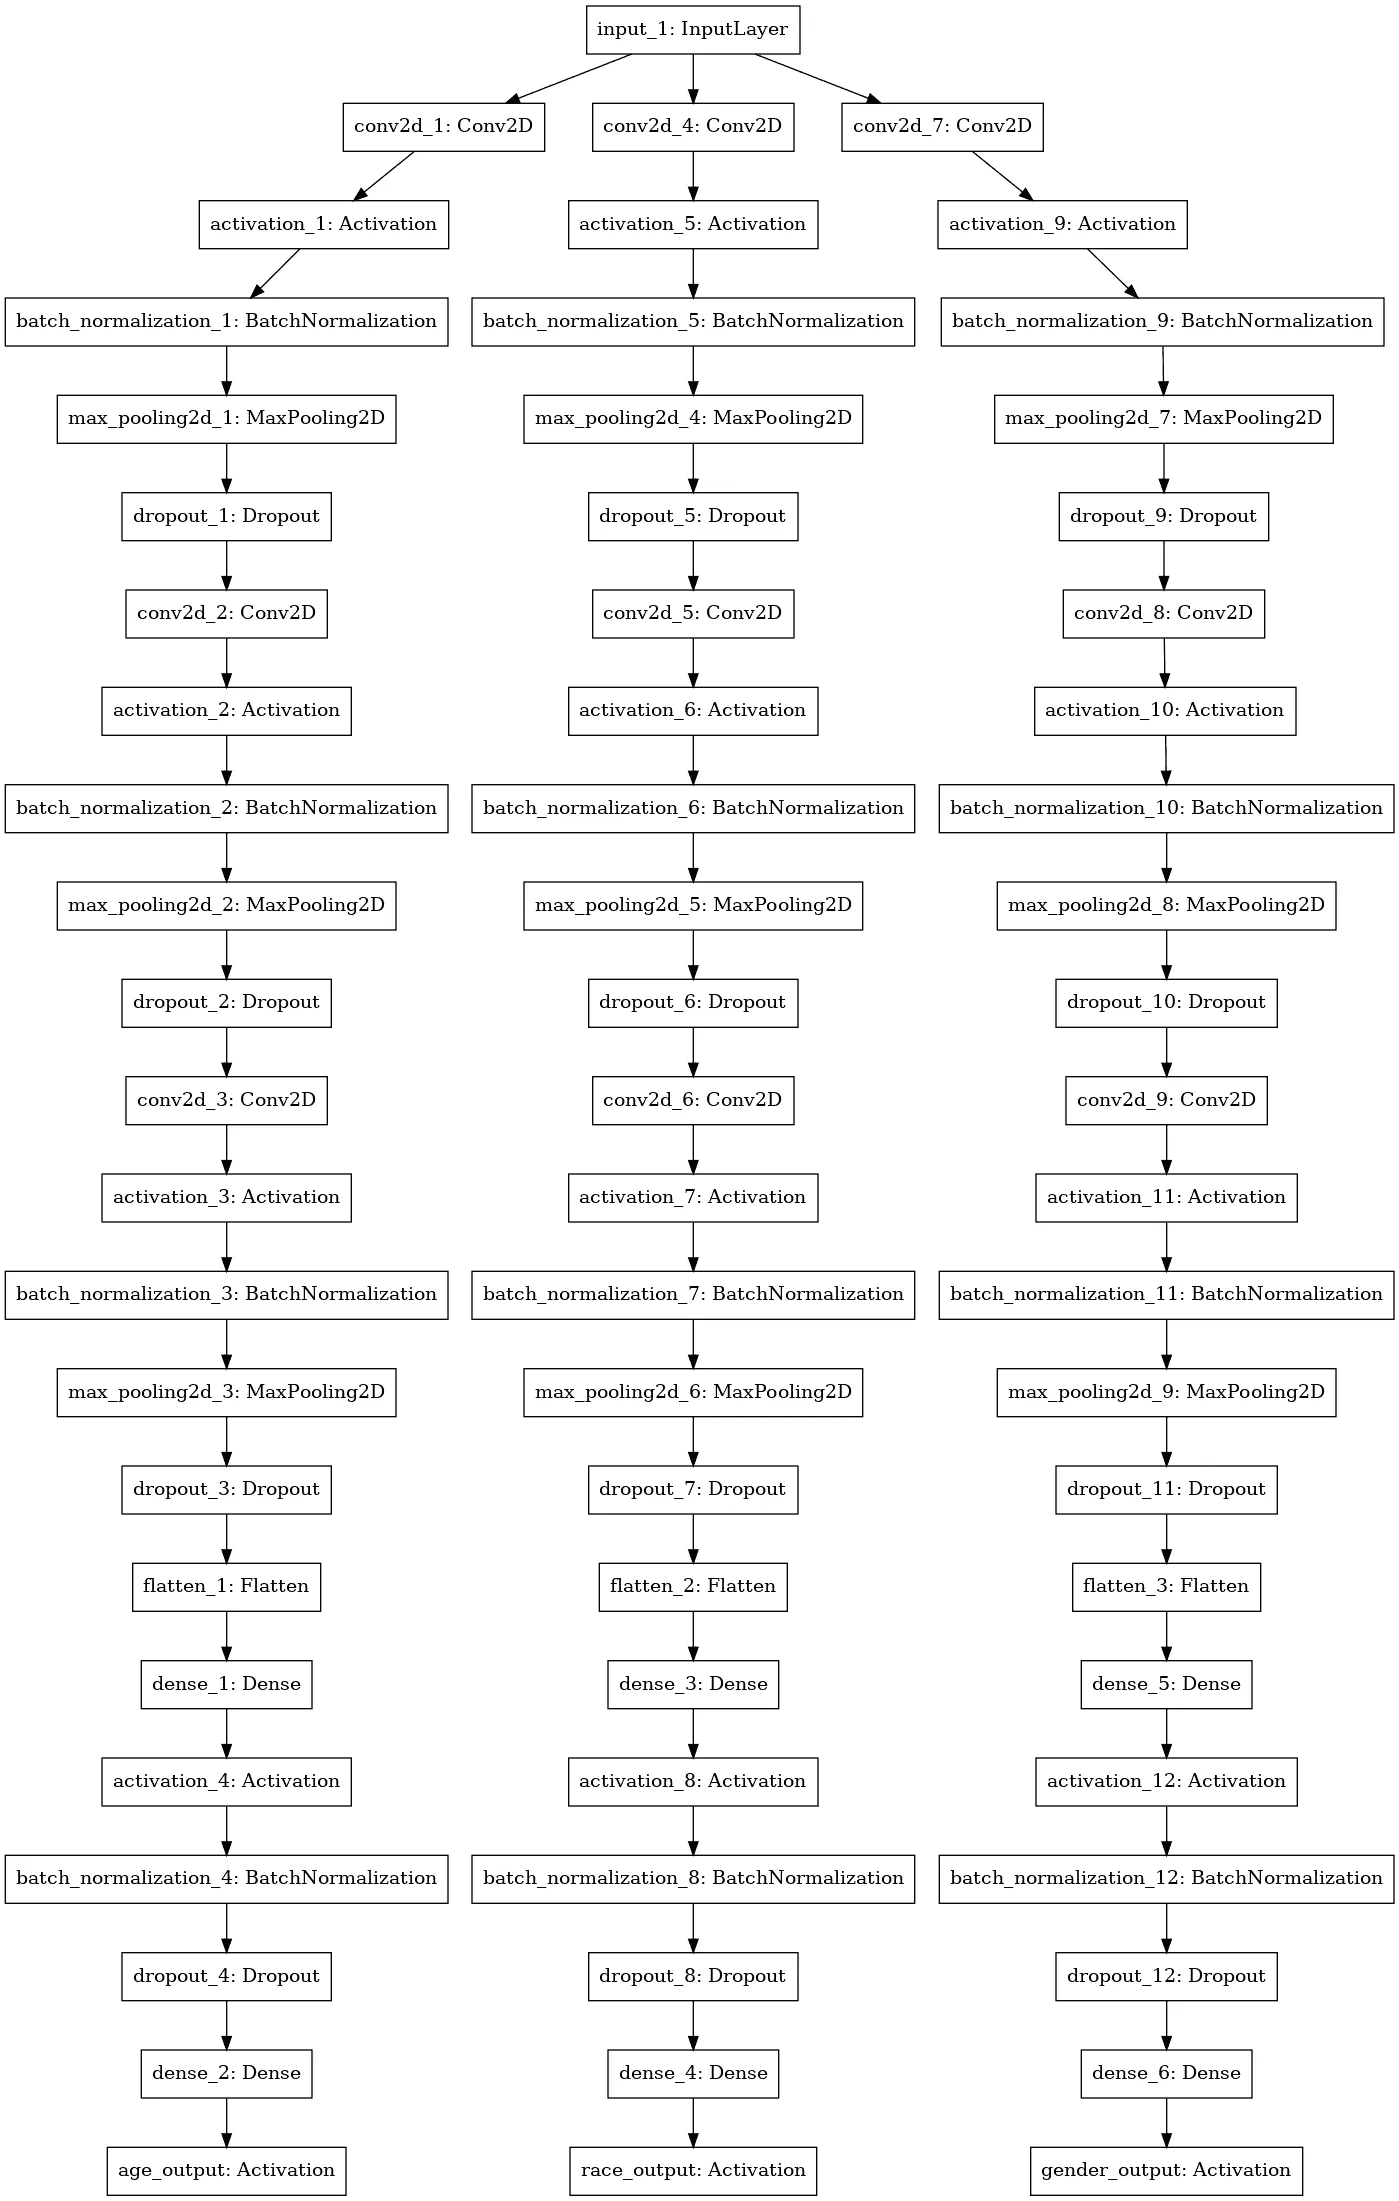 input_1: InputLayer
conv2d_1: Conv2D
conv2d_4: Conv2D
conv2d_7: Conv2D
activation_1: Activation
activation_5: Activation
activation_9: Activation
batch_normalization_1: BatchNormalization
batch_normalization_5: BatchNormalization
batch_normalization_9: BatchNormalization
max_pooling2d_1: MaxPooling2D
max_pooling2d_4: MaxPooling2D
max_pooling2d_7: MaxPooling2D
dropout_1: Dropout
dropout_5: Dropout
dropout_9: Dropout
conv2d_2: Conv2D
conv2d_5: Conv2D
conv2d_8: Conv2D
activation_2: Activation
activation_6: Activation
activation_10: Activation
batch_normalization_2: BatchNormalization
batch_normalization_6: BatchNormalization
batch_normalization_10: BatchNormalization
max_pooling2d_2: MaxPooling2D
max_pooling2d_5: MaxPooling2D
max_pooling2d_8: MaxPooling2D
dropout_2: Dropout
dropout_6: Dropout
dropout_10: Dropout
conv2d_3: Conv2D
conv2d_6: Conv2D
conv2d_9: Conv2D
activation_3: Activation
activation_7: Activation
activation_11: Activation
batch_normalization_3: BatchNormalization
batch_normalization_7: BatchNormalization
batch_normalization_11: BatchNormalization
max_pooling2d_3: MaxPooling2D
max_pooling2d_6: MaxPooling2D
max_pooling2d_9: MaxPooling2D
dropout_3: Dropout
dropout_7: Dropout
dropout_11: Dropout
flatten_1: Flatten
flatten_2: Flatten
flatten_3: Flatten
dense_1: Dense
dense_3: Dense
dense_5: Dense
activation_4: Activation
activation_8: Activation
activation_12: Activation
batch_normalization_4: BatchNormalization
batch_normalization_8: BatchNormalization
batch_normalization_12: BatchNormalization
dropout_4: Dropout
dropout_8: Dropout
dropout_12: Dropout
dense_2: Dense
dense_4: Dense
dense_6: Dense
age_output: Activation
race_output: Activation
gender_output: Activation